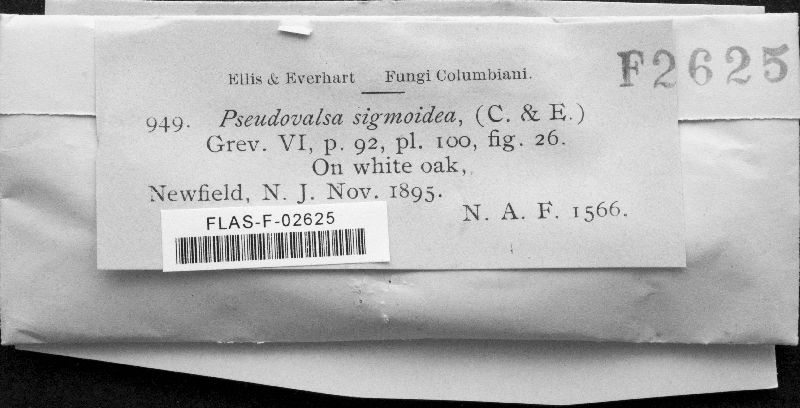 F2625
Ellis & Everhart Fungi Columbiani.
949. Pseudovalsa sigmoidea, (C. & E.)
Grev. VI, p. 92, pl. 100, fig. 26.
On white oak,
Newfield, N. J. Nov. 1895.
N. A. F. 1566.
FLAS-F-02625